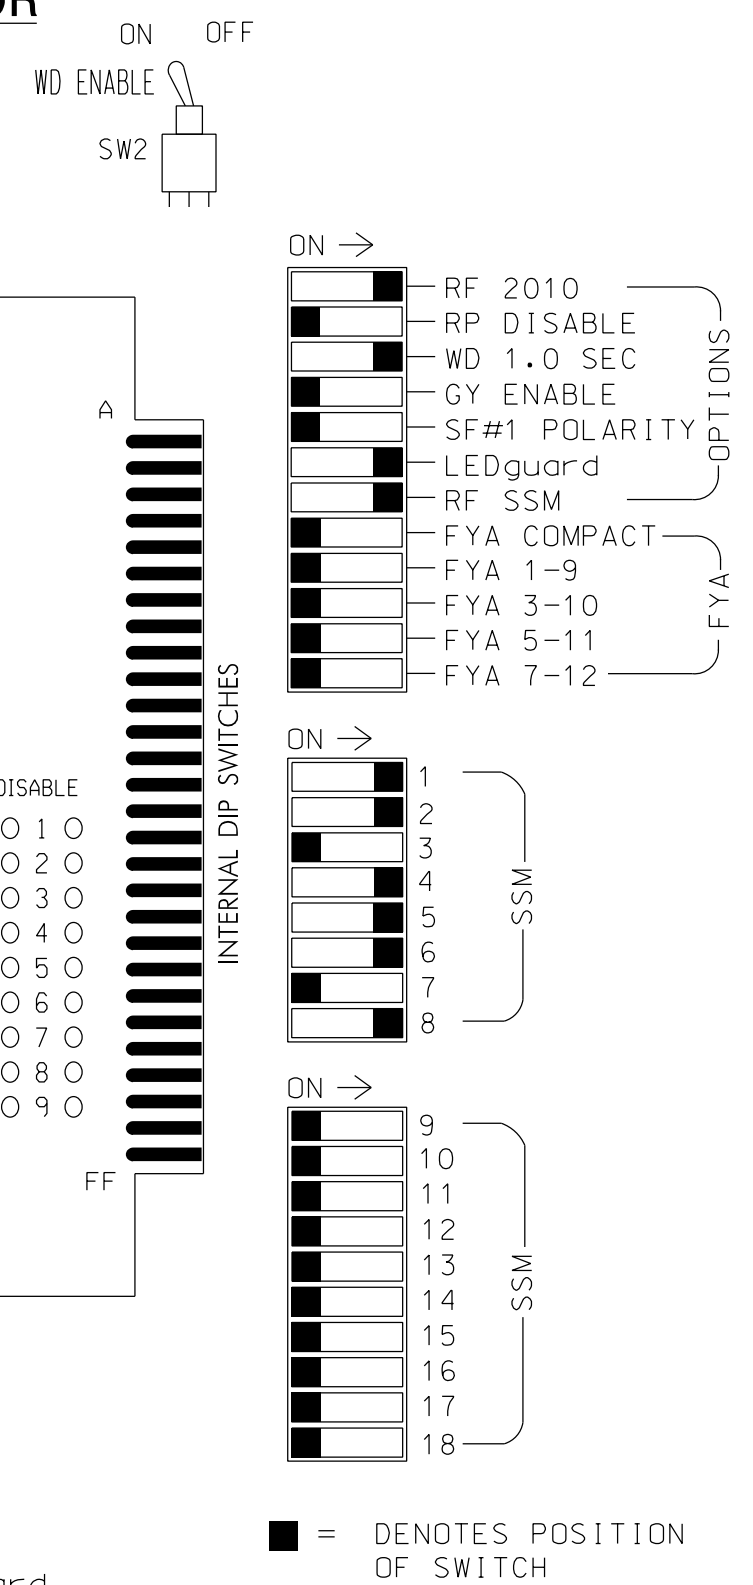 OR
ON OFF
WD ENABLE
SW2
ON
RF 2010
RP DISABLE
WD 1.0 SEC
GY ENABLE
SF#1 POLARITY
LEDguard
RF SSM
OPTIONS
FYA COMPACT
FYA 1-9
FYA 3-10
FYA 5-11
FYA 7-12
FYA
A
FF
INTERNAL DIP SWITCHES
DISABLE
1
2
3
4
5
6
7
8
9
ON
1
2
3
4
5
6
7
8
SSM
ON
9
10
11
12
13
14
15
16
17
18
SSM
= DENOTES POSITION
OF SWITCH